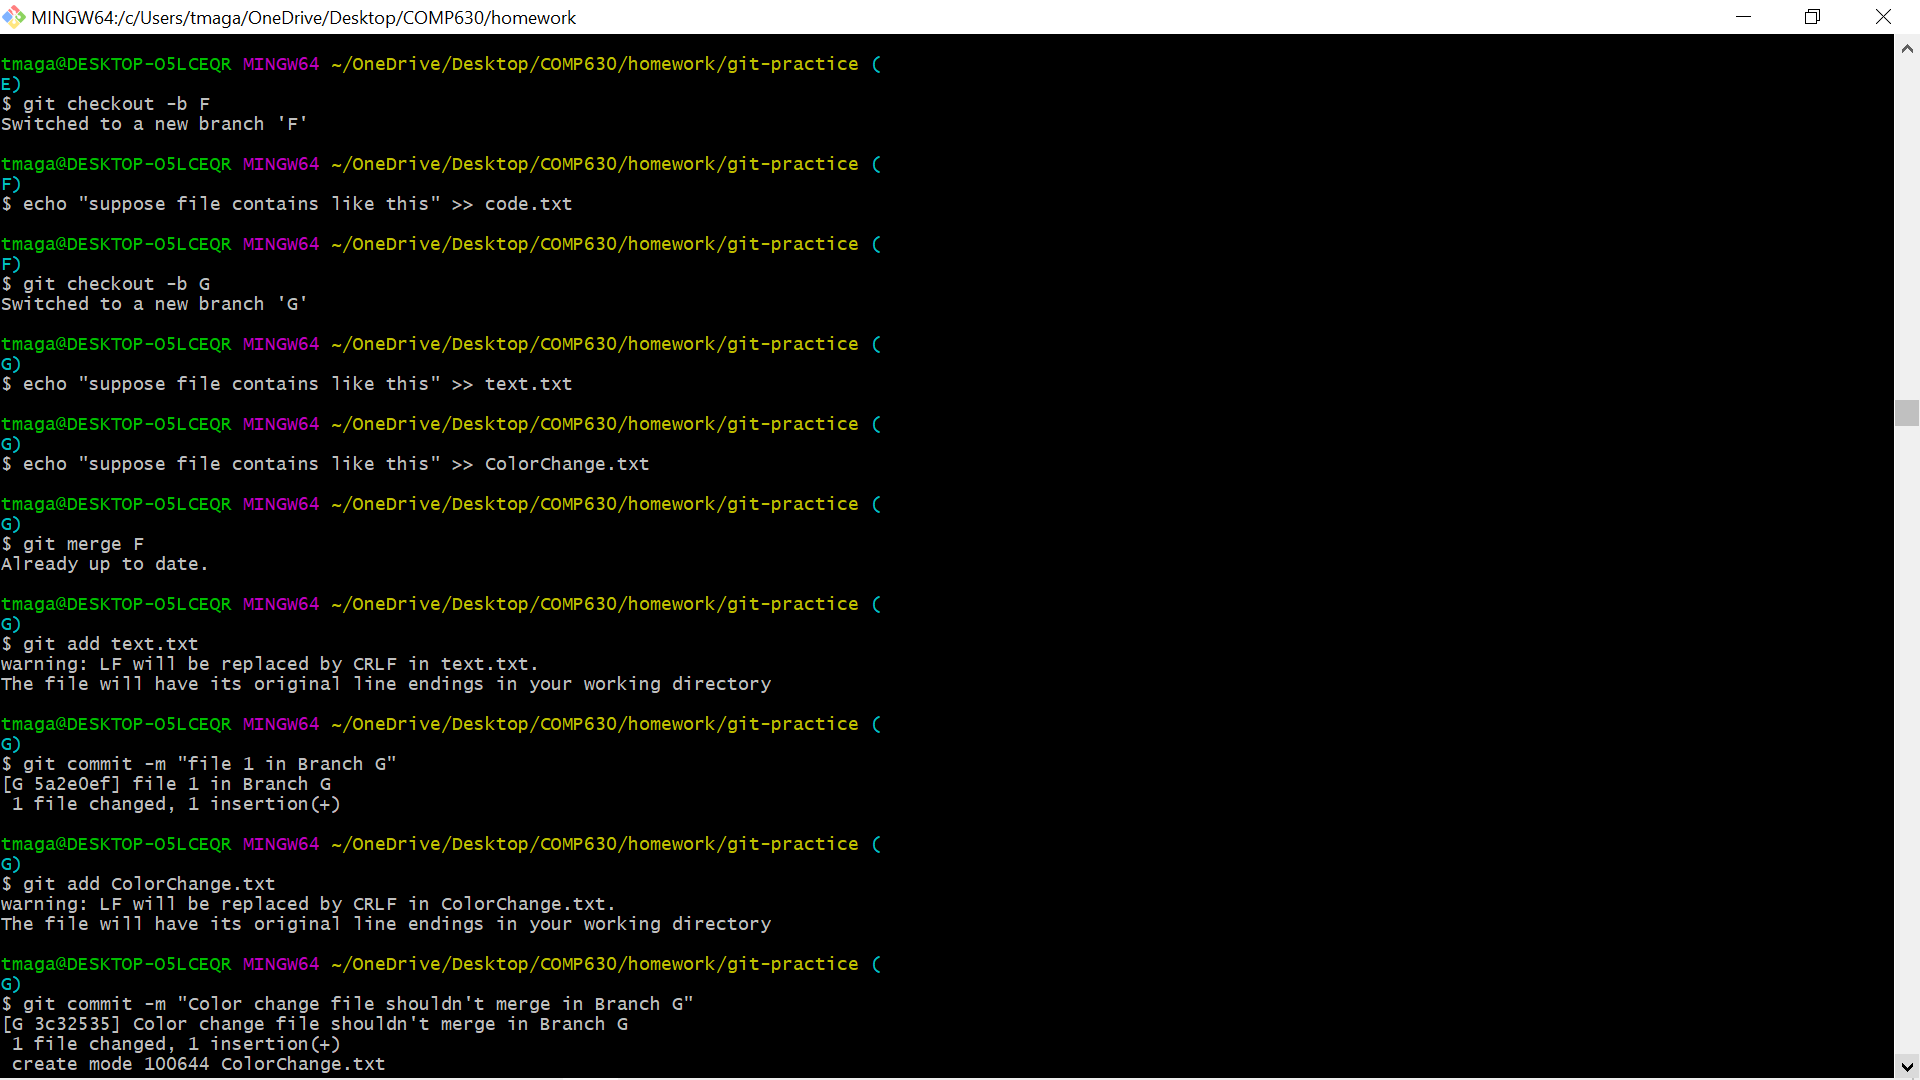 MINGW64:/c/Users/tmaga/OneDrive/Desktop/COMP630/homework
tmaga@DESKTOP-O5LCEQR MINGW64 ~/OneDrive/Desktop/COMP630/homework/git-practice (
E)
$ git checkout -b F
Switched to a new branch 'F'
tmaga@DESKTOP-O5LCEQR MINGW64 ~/OneDrive/Desktop/COMP630/homework/git-practice (
F)
$ echo "suppose file contains like this" >> code.txt
tmaga@DESKTOP-O5LCEQR MINGW64 ~/OneDrive/Desktop/COMP630/homework/git-practice (
F)
$ git checkout -b G
Switched to a new branch 'G'
tmaga@DESKTOP-O5LCEQR MINGW64 ~/OneDrive/Desktop/COMP630/homework/git-practice (
G)
$ echo "suppose file contains like this" >> text.txt
tmaga@DESKTOP-O5LCEQR MINGW64 ~/OneDrive/Desktop/COMP630/homework/git-practice (
G)
$ echo "suppose file contains like this" >> ColorChange.txt
tmaga@DESKTOP-O5LCEQR MINGW64 ~/OneDrive/Desktop/COMP630/homework/git-practice (
G)
$ git merge F
Already up to date.
tmaga@DESKTOP-O5LCEQR MINGW64 ~/OneDrive/Desktop/COMP630/homework/git-practice (
G)
$ git add text.txt
warning: LF will be replaced by CRLF in text.txt.
The file will have its original line endings in your working directory
tmaga@DESKTOP-O5LCEQR MINGW64 ~/OneDrive/Desktop/COMP630/homework/git-practice (
G)
$ git commit -m "file 1 in Branch G"
[G 5a2e0ef] file 1 in Branch G
 1 file changed, 1 insertion(+)
tmaga@DESKTOP-O5LCEQR MINGW64 ~/OneDrive/Desktop/COMP630/homework/git-practice (
G)
$ git add ColorChange.txt
warning: LF will be replaced by CRLF in ColorChange.txt.
The file will have its original line endings in your working directory
tmaga@DESKTOP-O5LCEQR MINGW64 ~/OneDrive/Desktop/COMP630/homework/git-practice (
G)
$ git commit -m "Color change file shouldn't merge in Branch G"
[G 3c32535] Color change file shouldn't merge in Branch G
 1 file changed, 1 insertion(+)
 create mode 100644 ColorChange.txt